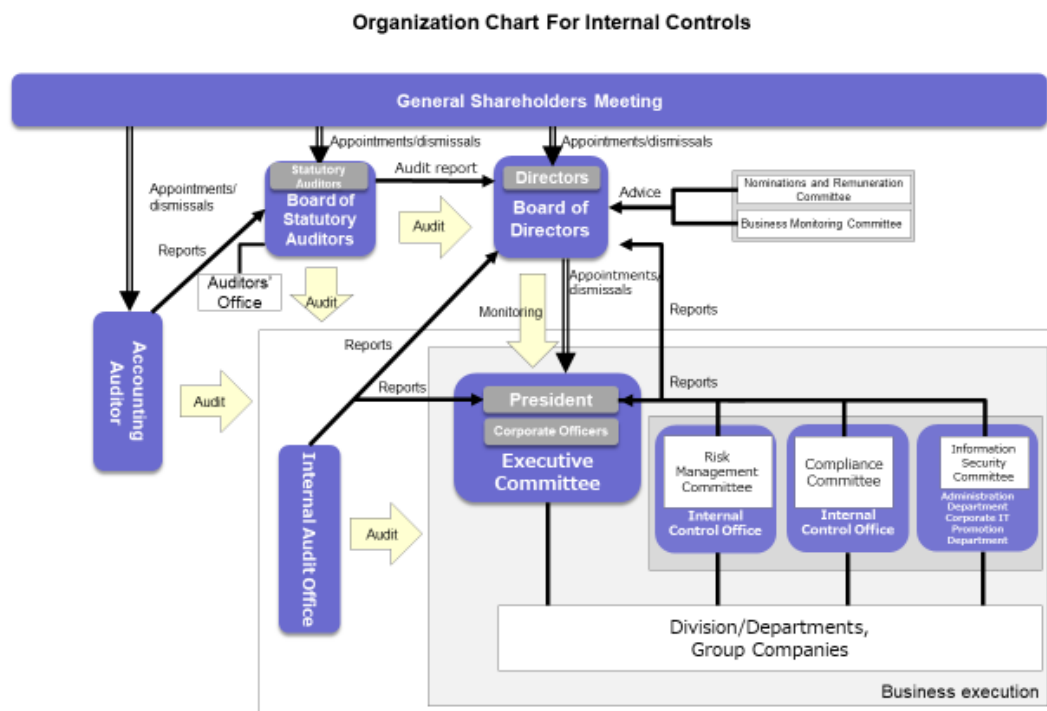 Organization Chart For Internal Controls
General Shareholders Meeting
Appointments/dismissals
Appointments/dismissals
Appointments/
dismissals
Statutory
Auditors
Board of
Statutory
Auditors
Audit report
Directors
Board of
Directors
Advice
Nominations and Remuneration
Committee
Business Monitoring Committee
Audit
Reports
Auditors'
Office
Audit
Appointments/
dismissals
Monitoring
Reports
Accounting
Auditor
Audit
Reports
Reports
Reports
President
Corporate Officers
Executive
Committee
Risk
Management
Committee
Internal
Control Office
Compliance
Committee
Internal
Control Office
Information
Security
Committee
Administration
Department
Corporate IT
Promotion
Department
Internal Audit Office
Audit
Division/Departments,
Group Companies
Business execution